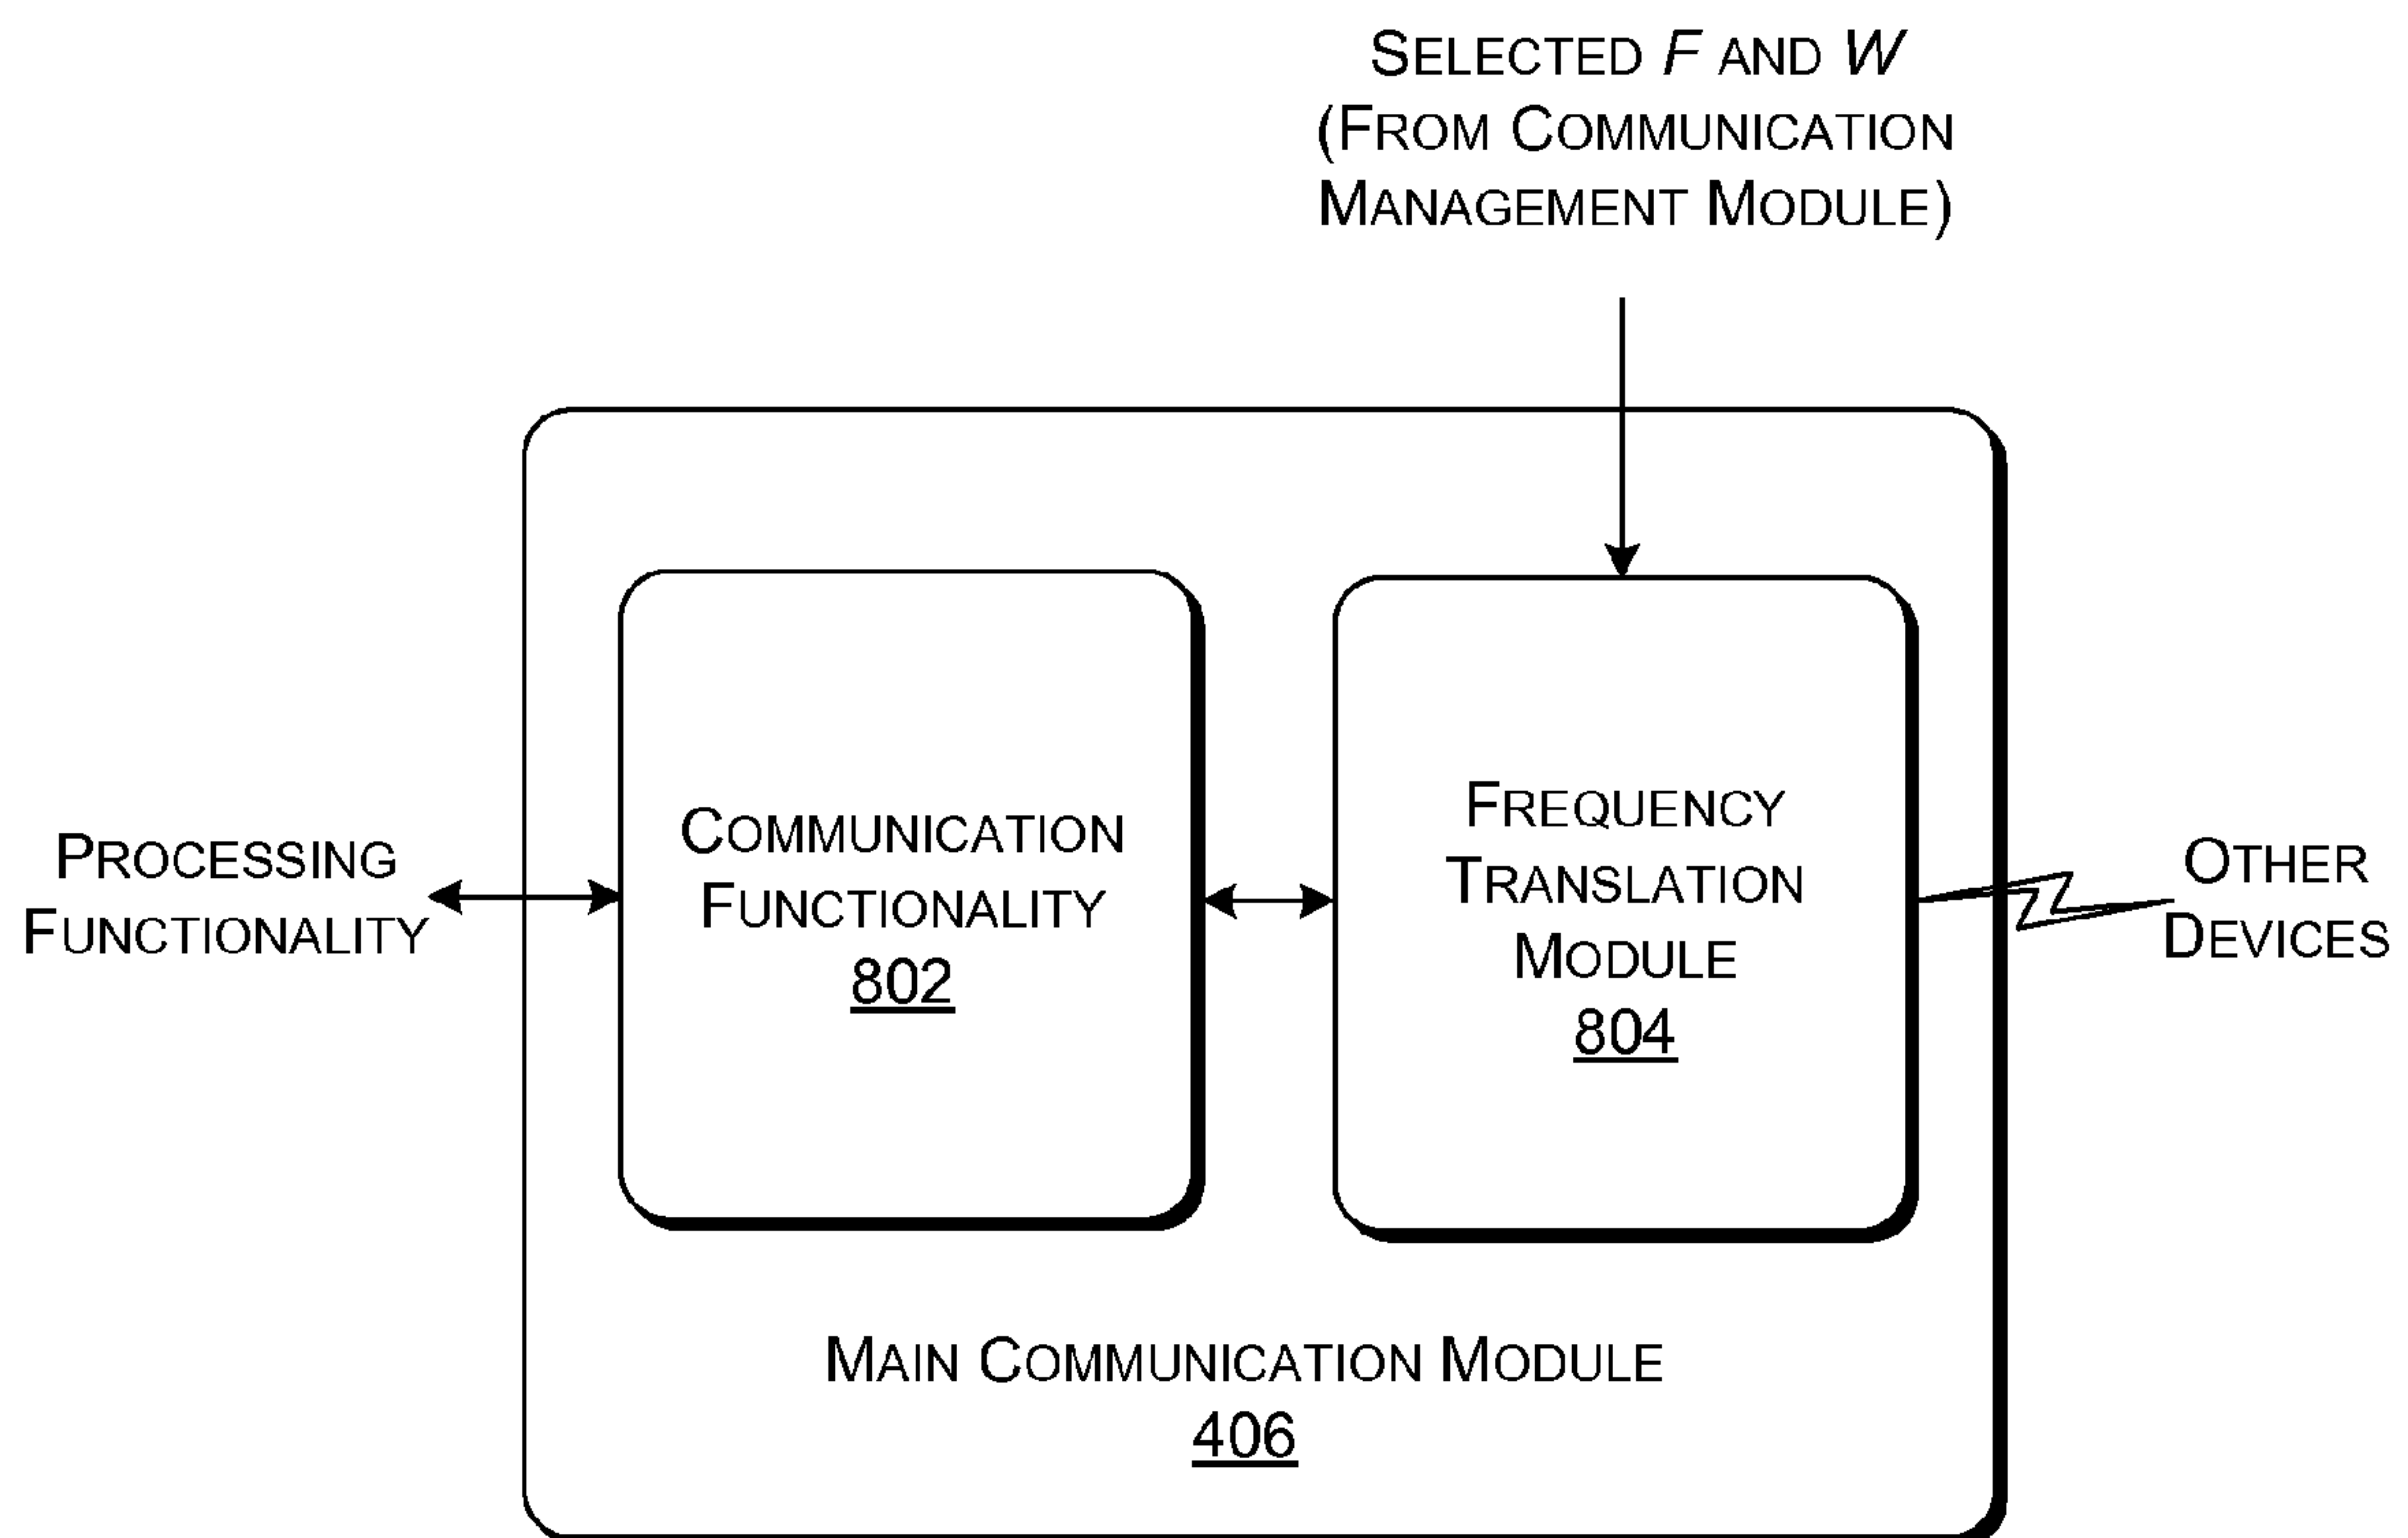 SELECTED F AND W
(FROM COMMUNICATION
MANAGEMENT MODULE)
PROCESSING
FUNCTIONALITY
COMMUNICATION
FUNCTIONALITY
802
FREQUENCY
TRANSLATION
MODULE
804
OTHER
DEVICES
MAIN COMMUNICATION MODULE
406